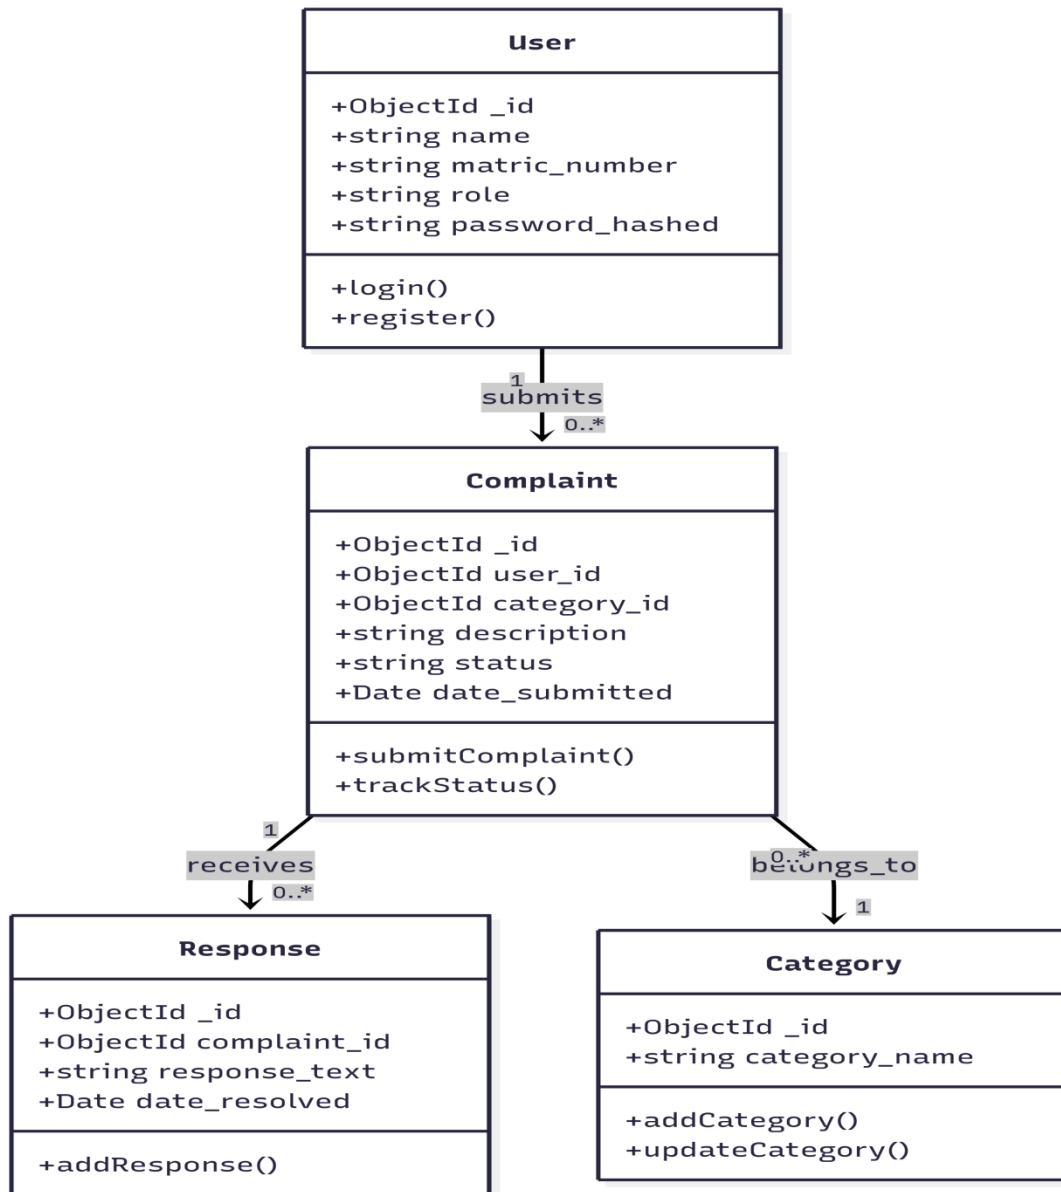 User
+ObjectId _id
+string name
+string matric_number
+string role
+string password_hashed
+login()
+register()
1
submits
0..*
Complaint
+ObjectId _id
+ObjectId user_id
+ObjectId category_id
+string description
+string status
+Date date_submitted
+submitComplaint()
+trackStatus()
1
receives
0..*
0..*
belongs_to
1
Response
+ObjectId _id
+ObjectId complaint_id
+string response_text
+Date date_resolved
+addResponse()
Category
+ObjectId _id
+string category_name
+addCategory()
+updateCategory()